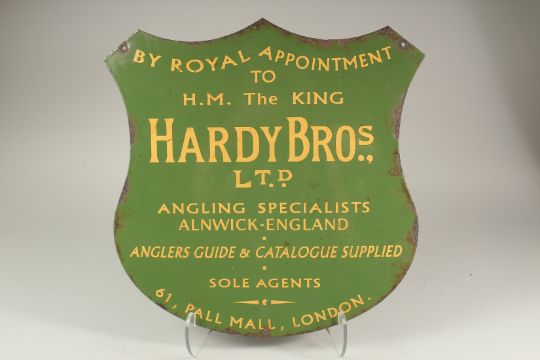 BY ROYAL APPOINTMENT
TO
H.M. The KING
HARDY BROS.,
LTD
ANGLING SPECIALISTS
ALNWICK-ENGLAND
ANGLERS GUIDE & CATALOGUE SUPPLIED
SOLE AGENTS
61, PALL MALL, LONDON.